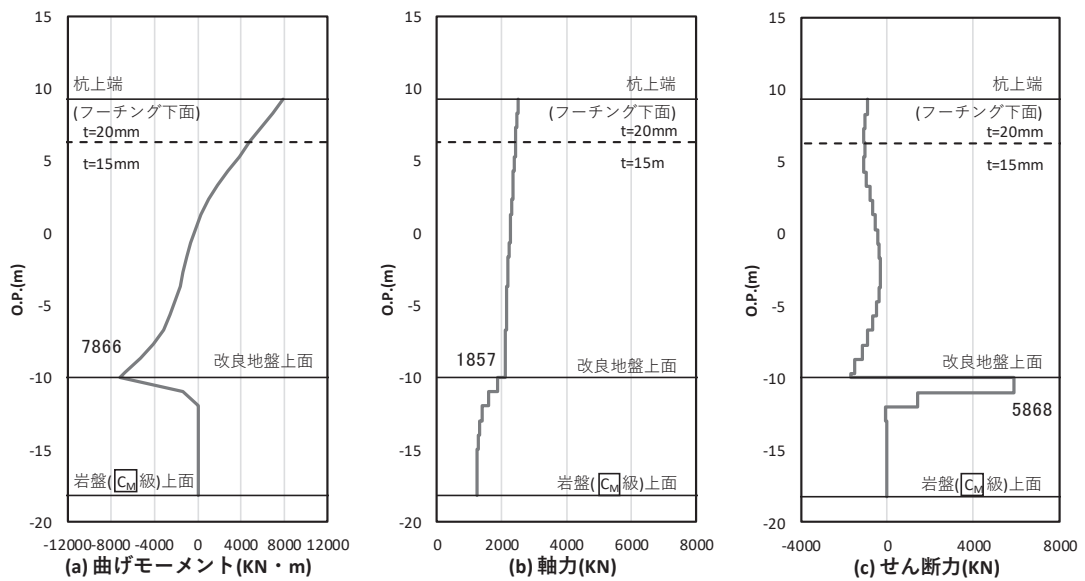 15
10
5
0
-5
-10
-15
-20
O.P.(m)
杭上端
(フーチング下面)
t=20mm
t=15mm
7866
改良地盤上面
岩盤(CM級)上面
-12000 -8000 -4000 0 4000 8000 12000
(a) 曲げモーメント(KN・m)
15
10
5
0
-5
-10
-15
-20
O.P.(m)
杭上端
(フーチング下面)
t=20mm
t=15m
1857
改良地盤上面
岩盤(CM級)上面
0 2000 4000 6000 8000
(b) 軸力(KN)
15
10
5
0
-5
-10
-15
-20
O.P.(m)
杭上端
(フーチング下面)
t=20mm
t=15mm
改良地盤上面
5868
岩盤(CM級)上面
-4000 0 4000 8000
(c) せん断力(KN)